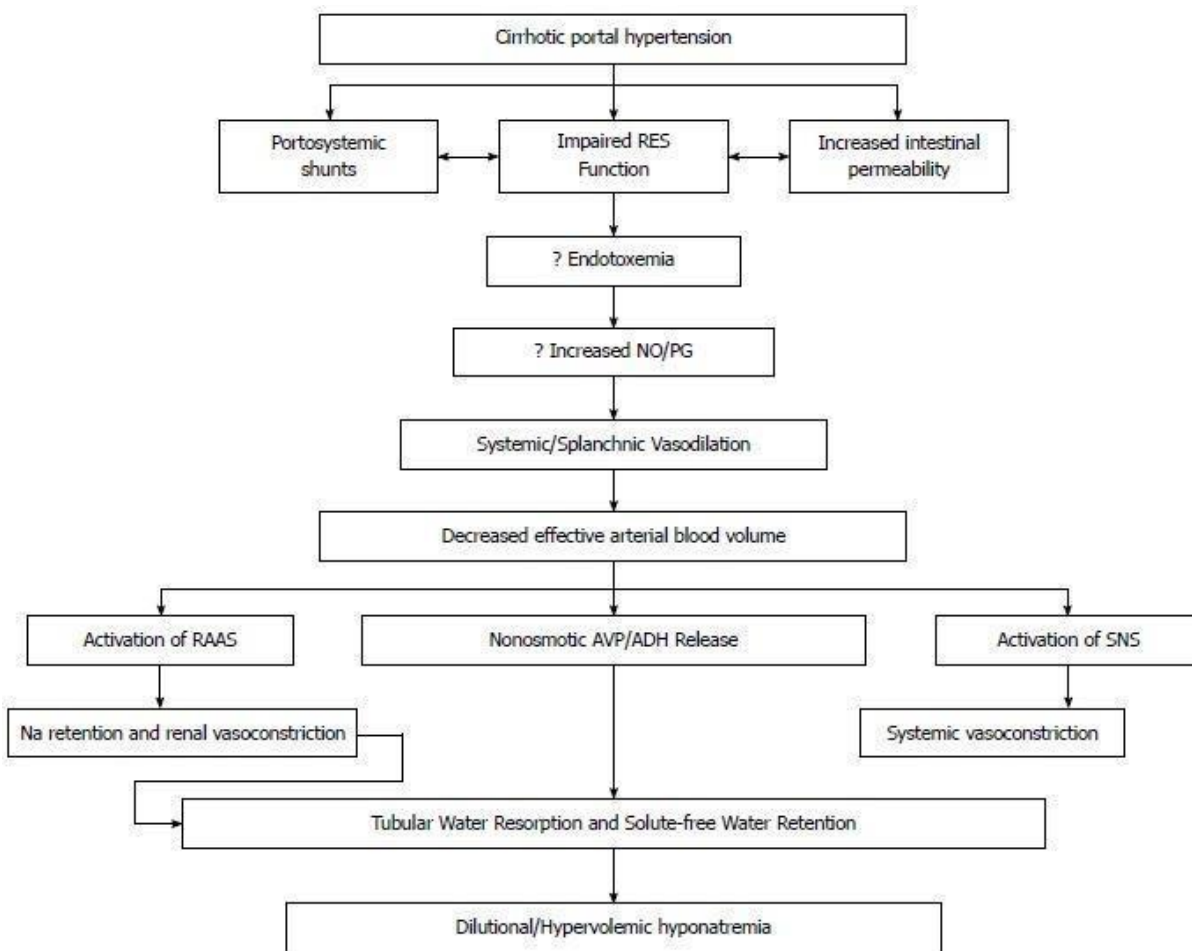 Cirrhotic portal hypertension
Portosystemic
shunts
Impaired RES
Function
Increased intestinal
permeability
? Endotoxemia
? Increased NO/PG
Systemic/Splanchnic Vasodilation
Decreased effective arterial blood volume
Activation of RAAS
Nonosmotic AVP/ADH Release
Activation of SNS
Na retention and renal vasoconstriction
Systemic vasoconstriction
Tubular Water Resorption and Solute-free Water Retention
Dilutional/Hypervolemic hyponatremia